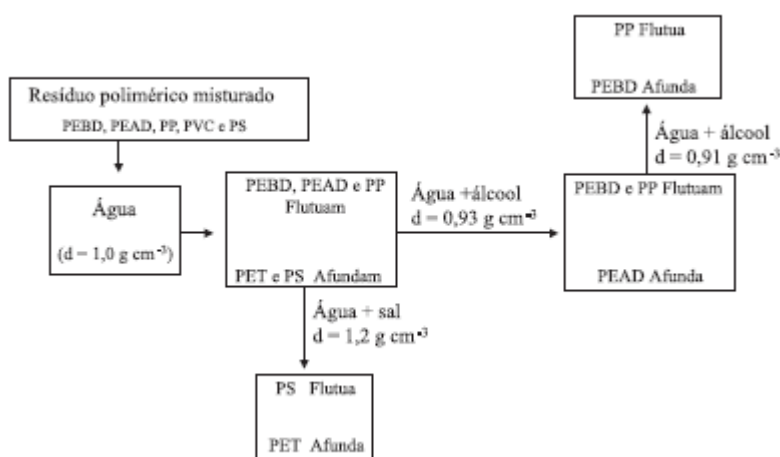 Resíduo polimérico misturado
PEBD, PEAD, PP, PVC e PS
Água
(d = 1,0 g cm⁻³)
PEBD, PEAD e PP
Flutuam
PET e PS Afundam
Água +álcool
d = 0,93 g cm⁻³
PEBD e PP Flutuam
PEAD Afunda
Água + álcool
d = 0,91 g cm⁻³
PP Flutua
PEBD Afunda
Água + sal
d = 1,2 g cm⁻³
PS Flutua
PET Afunda